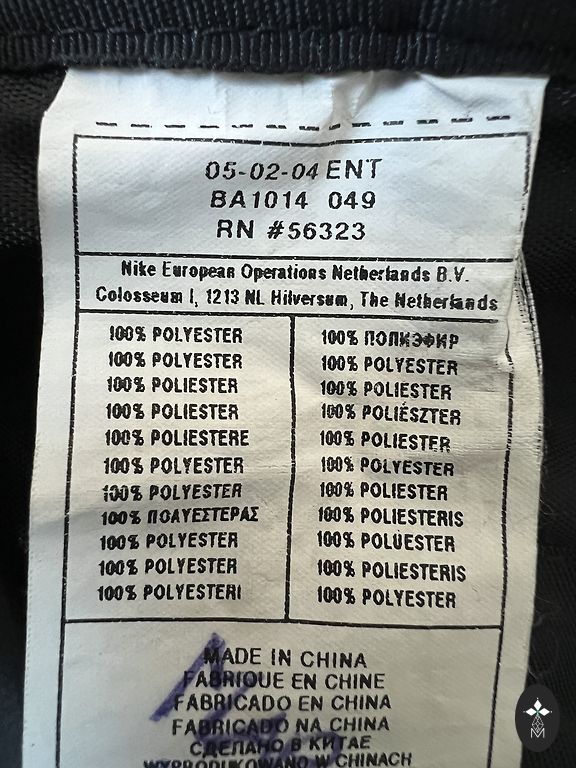 05-02-04 ENT
BA1014 049
RN #56323
Nike European Operations Netherlands B.V.
Colosseum I, 1213 NL Hilversum, The Netherlands
100% POLYESTER
100% POLYESTER
100% POLIESTER
100% POLIESTER
100% POLIESTERE
100% POLYESTER
100% POLYESTER
100% ΠΟΛΥΕΣΤΕΡΑΣ
100% POLYESTER
100% POLYESTER
100% POLYESTERI
100% ПОЛИЭФИР
100% POLYESTER
100% POLIESTER
100% POLIÉSZTER
100% POLIESTER
100% POLYESTER
100% POLIESTER
100% POLIESTERIS
100% POLUESTER
100% POLIESTERIS
100% POLYESTER
MADE IN CHINA
FABRIQUE EN CHINE
FABRICADO EN CHINA
FABRICADO NA CHINA
СДЕЛАНО В КИТАЕ
WYPRODUKOWANO W CHINACH
M